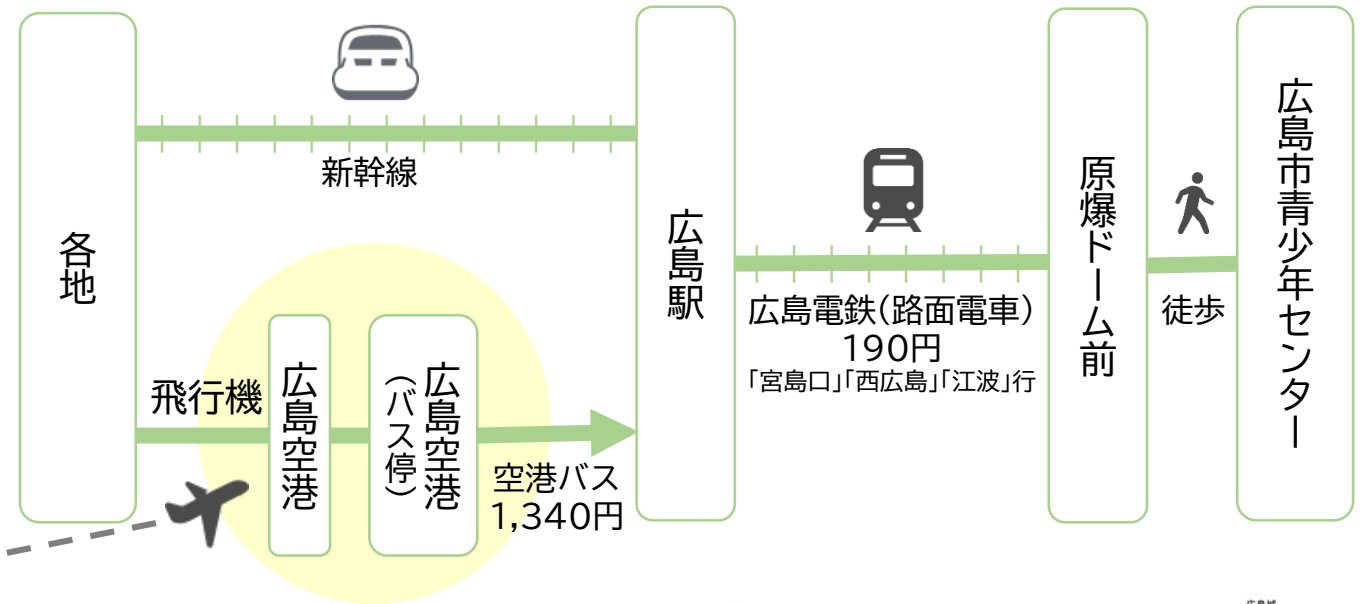 各地
新幹線
飛行機
広島空港
広島空港
(バス停)
空港バス
1,340円
広島駅
広島電鉄(路面電車)
190円
「宮島口」「西広島」「江波」行
原爆ドーム前
徒歩
広島市青少年センター